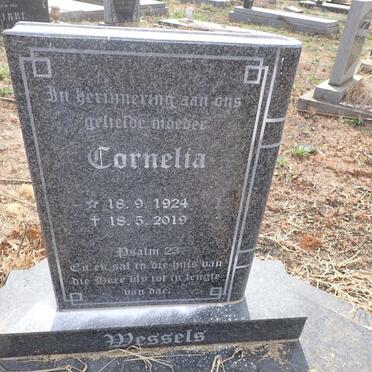 In herinnering aan ons
geliefde moeder
Cornelia
☆ 18. 9. 1924
✝ 18. 5. 2019
Psalm 23
En ek sal in die huis van
die Here bly tot in lengte
van dae.
Wessels